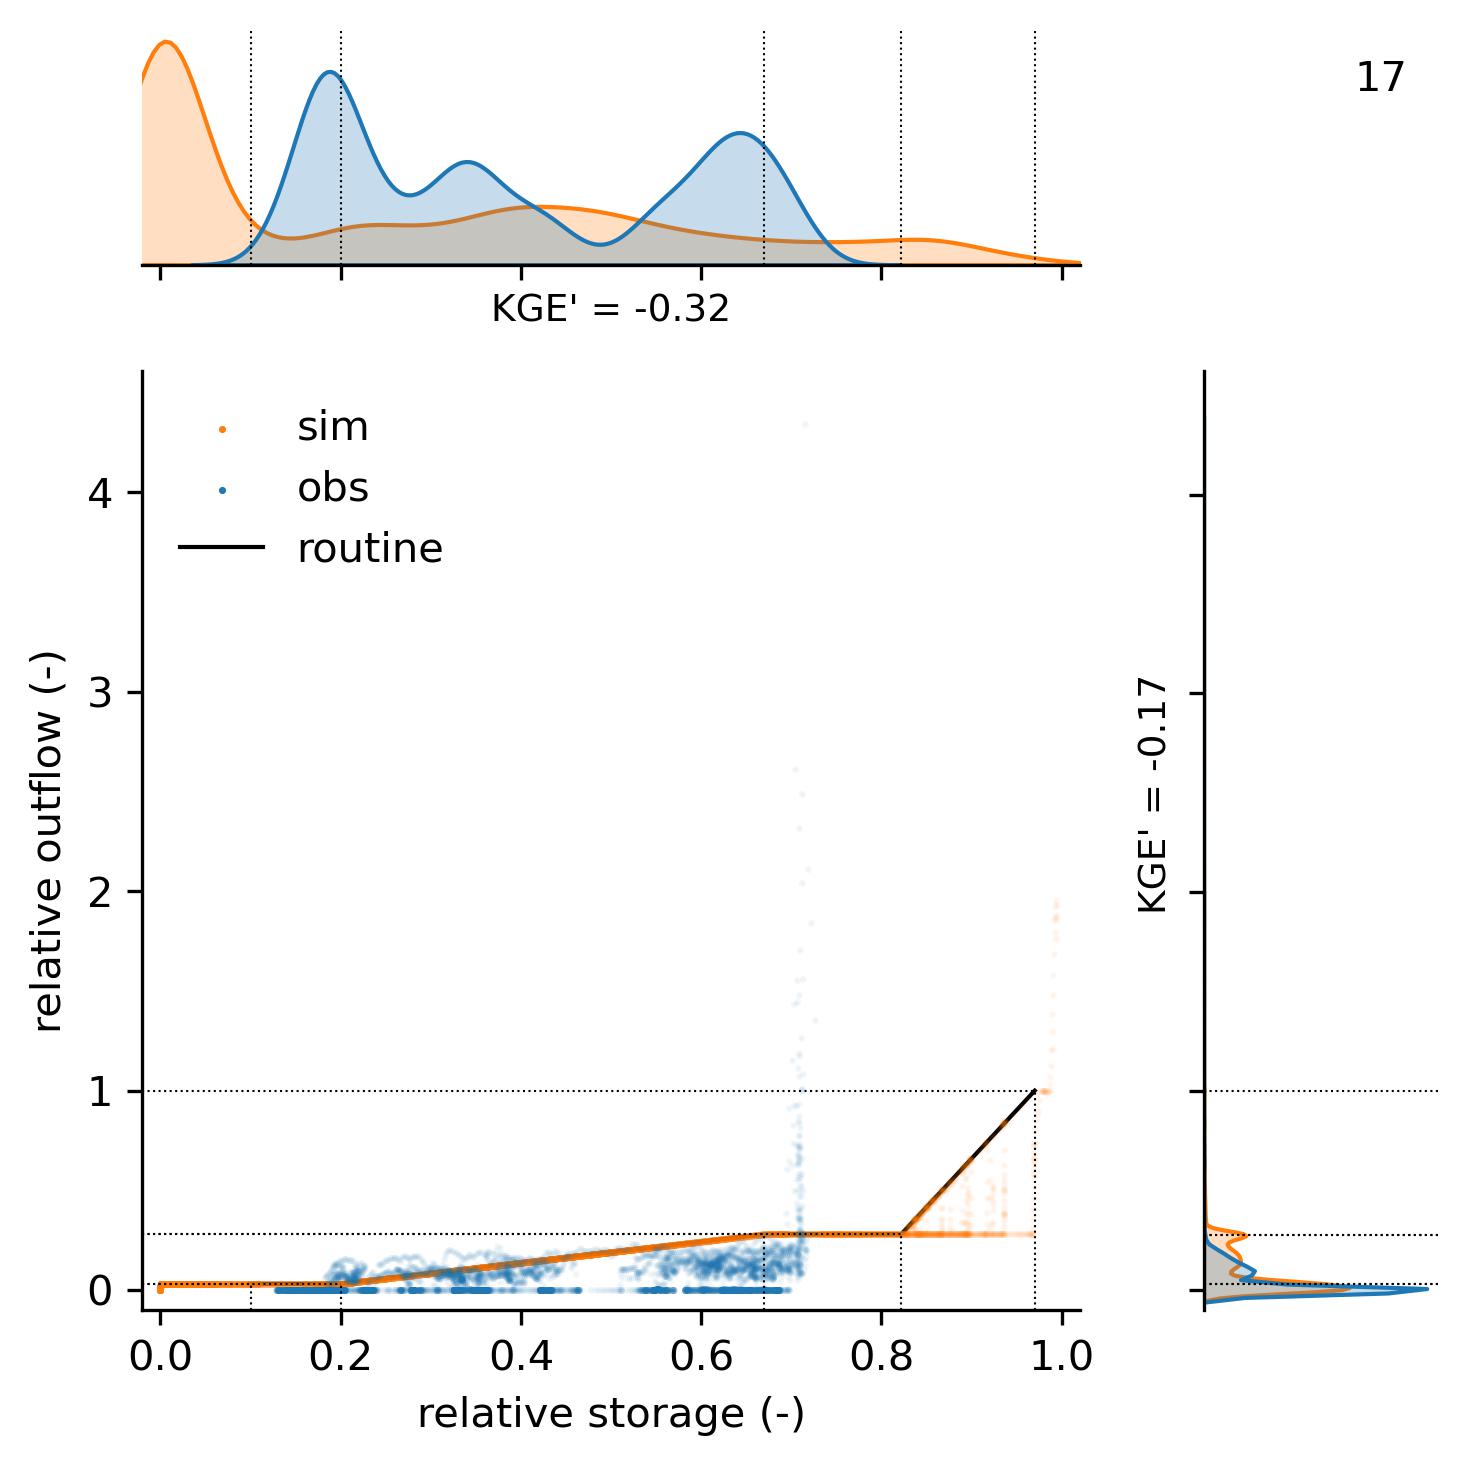 17
KGE' = -0.32
sim
obs
routine
relative outflow (-)
4
3
2
1
0
KGE' = -0.17
0.0 0.2 0.4 0.6 0.8 1.0
relative storage (-)